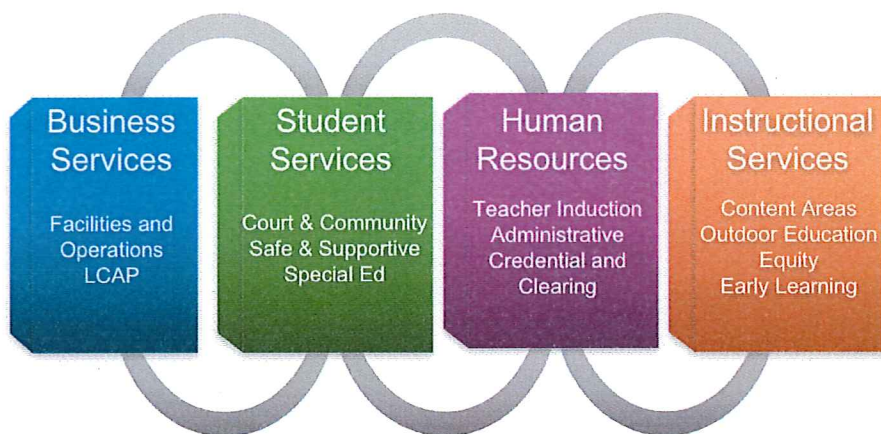 Business
Services
Facilities and
Operations
LCAP
Student
Services
Court & Community
Safe & Supportive
Special Ed
Human
Resources
Teacher Induction
Administrative
Credential and
Clearing
Instructional
Services
Content Areas
Outdoor Education
Equity
Early Learning